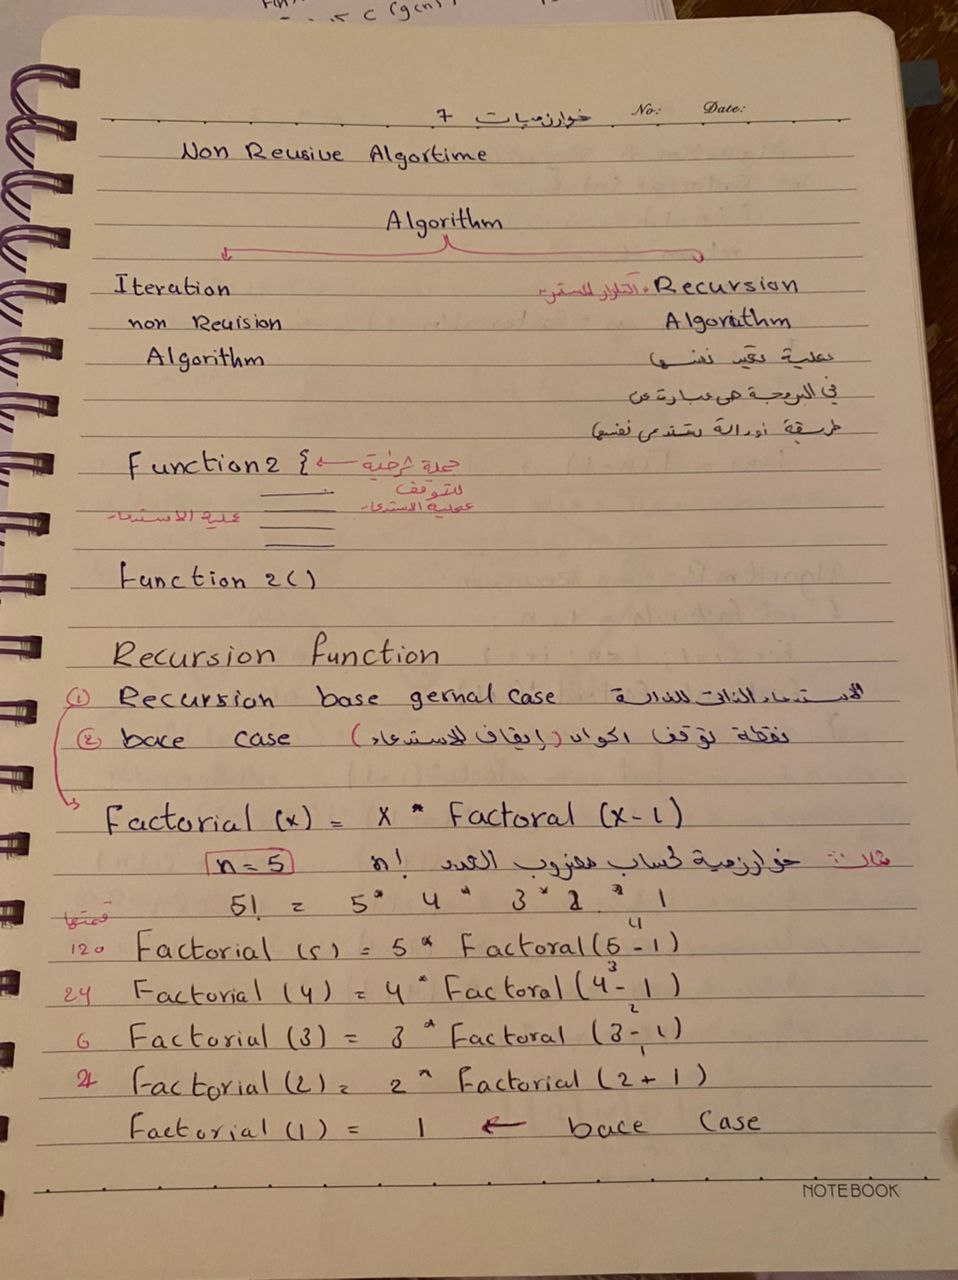 خوارزميات 7 No: Date:
Non Reusive Algortime
Algorithm
Iteration التكرار المستمر Recursion
non Reuision Algorithm
Algorithm عملية تعيد نفسها
في البرمجة هي عبارة عن
طريقة او دالة تستدعي نفسها
Function 2 { ← جملة شرطية
للتوقف
عملية الاستدعاء عملية الاستدعاء
Function 2 ( )
Recursion function
① Recursion base gernal case الاستدعاء الذاتي للدالة
② bace case نقطة توقف (إيقاف الاستدعاء)
Factorial (x) = x * Factoral (x-1)
مثال: خوارزمية لحساب مضروب العدد n! n=5
5! = 5 * 4 * 3 * 2 * 1
قيمتها
120 Factorial (5) = 5 * Factoral (5-1) 4
24 Factorial (4) = 4 * Factoral (4-1) 3
6 Factorial (3) = 3 * Factoral (3-1) 2
2 Factorial (2) = 2 * Factorial (2+1) 1
Factorial (1) = 1 ← bace Case
NOTEBOOK